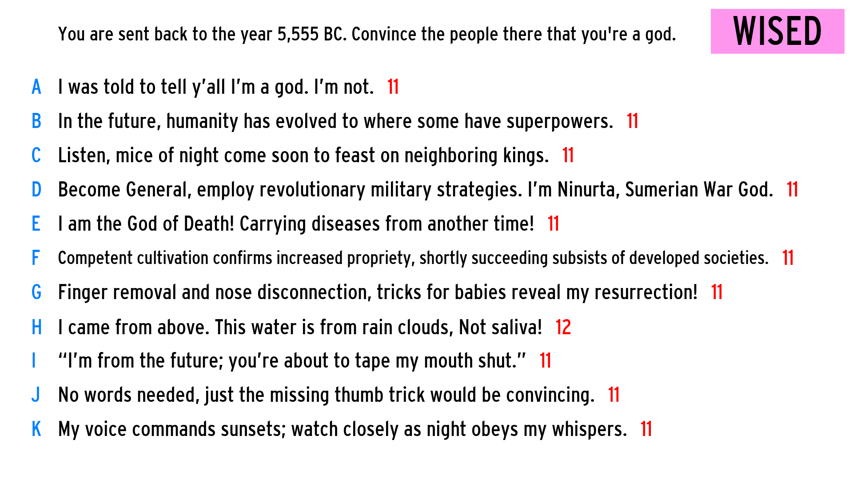 You are sent back to the year 5,555 BC. Convince the people there that you're a god.
WISED
A I was told to tell y’all I’m a god. I’m not. 11
B In the future, humanity has evolved to where some have superpowers. 11
C Listen, mice of night come soon to feast on neighboring kings. 11
D Become General, employ revolutionary military strategies. I’m Ninurta, Sumerian War God. 11
E I am the God of Death! Carrying diseases from another time! 11
F Competent cultivation confirms increased propriety, shortly succeeding subsists of developed societies. 11
G Finger removal and nose disconnection, tricks for babies reveal my resurrection! 11
H I came from above. This water is from rain clouds, Not saliva! 12
I “I’m from the future; you’re about to tape my mouth shut.” 11
J No words needed, just the missing thumb trick would be convincing. 11
K My voice commands sunsets; watch closely as night obeys my whispers. 11